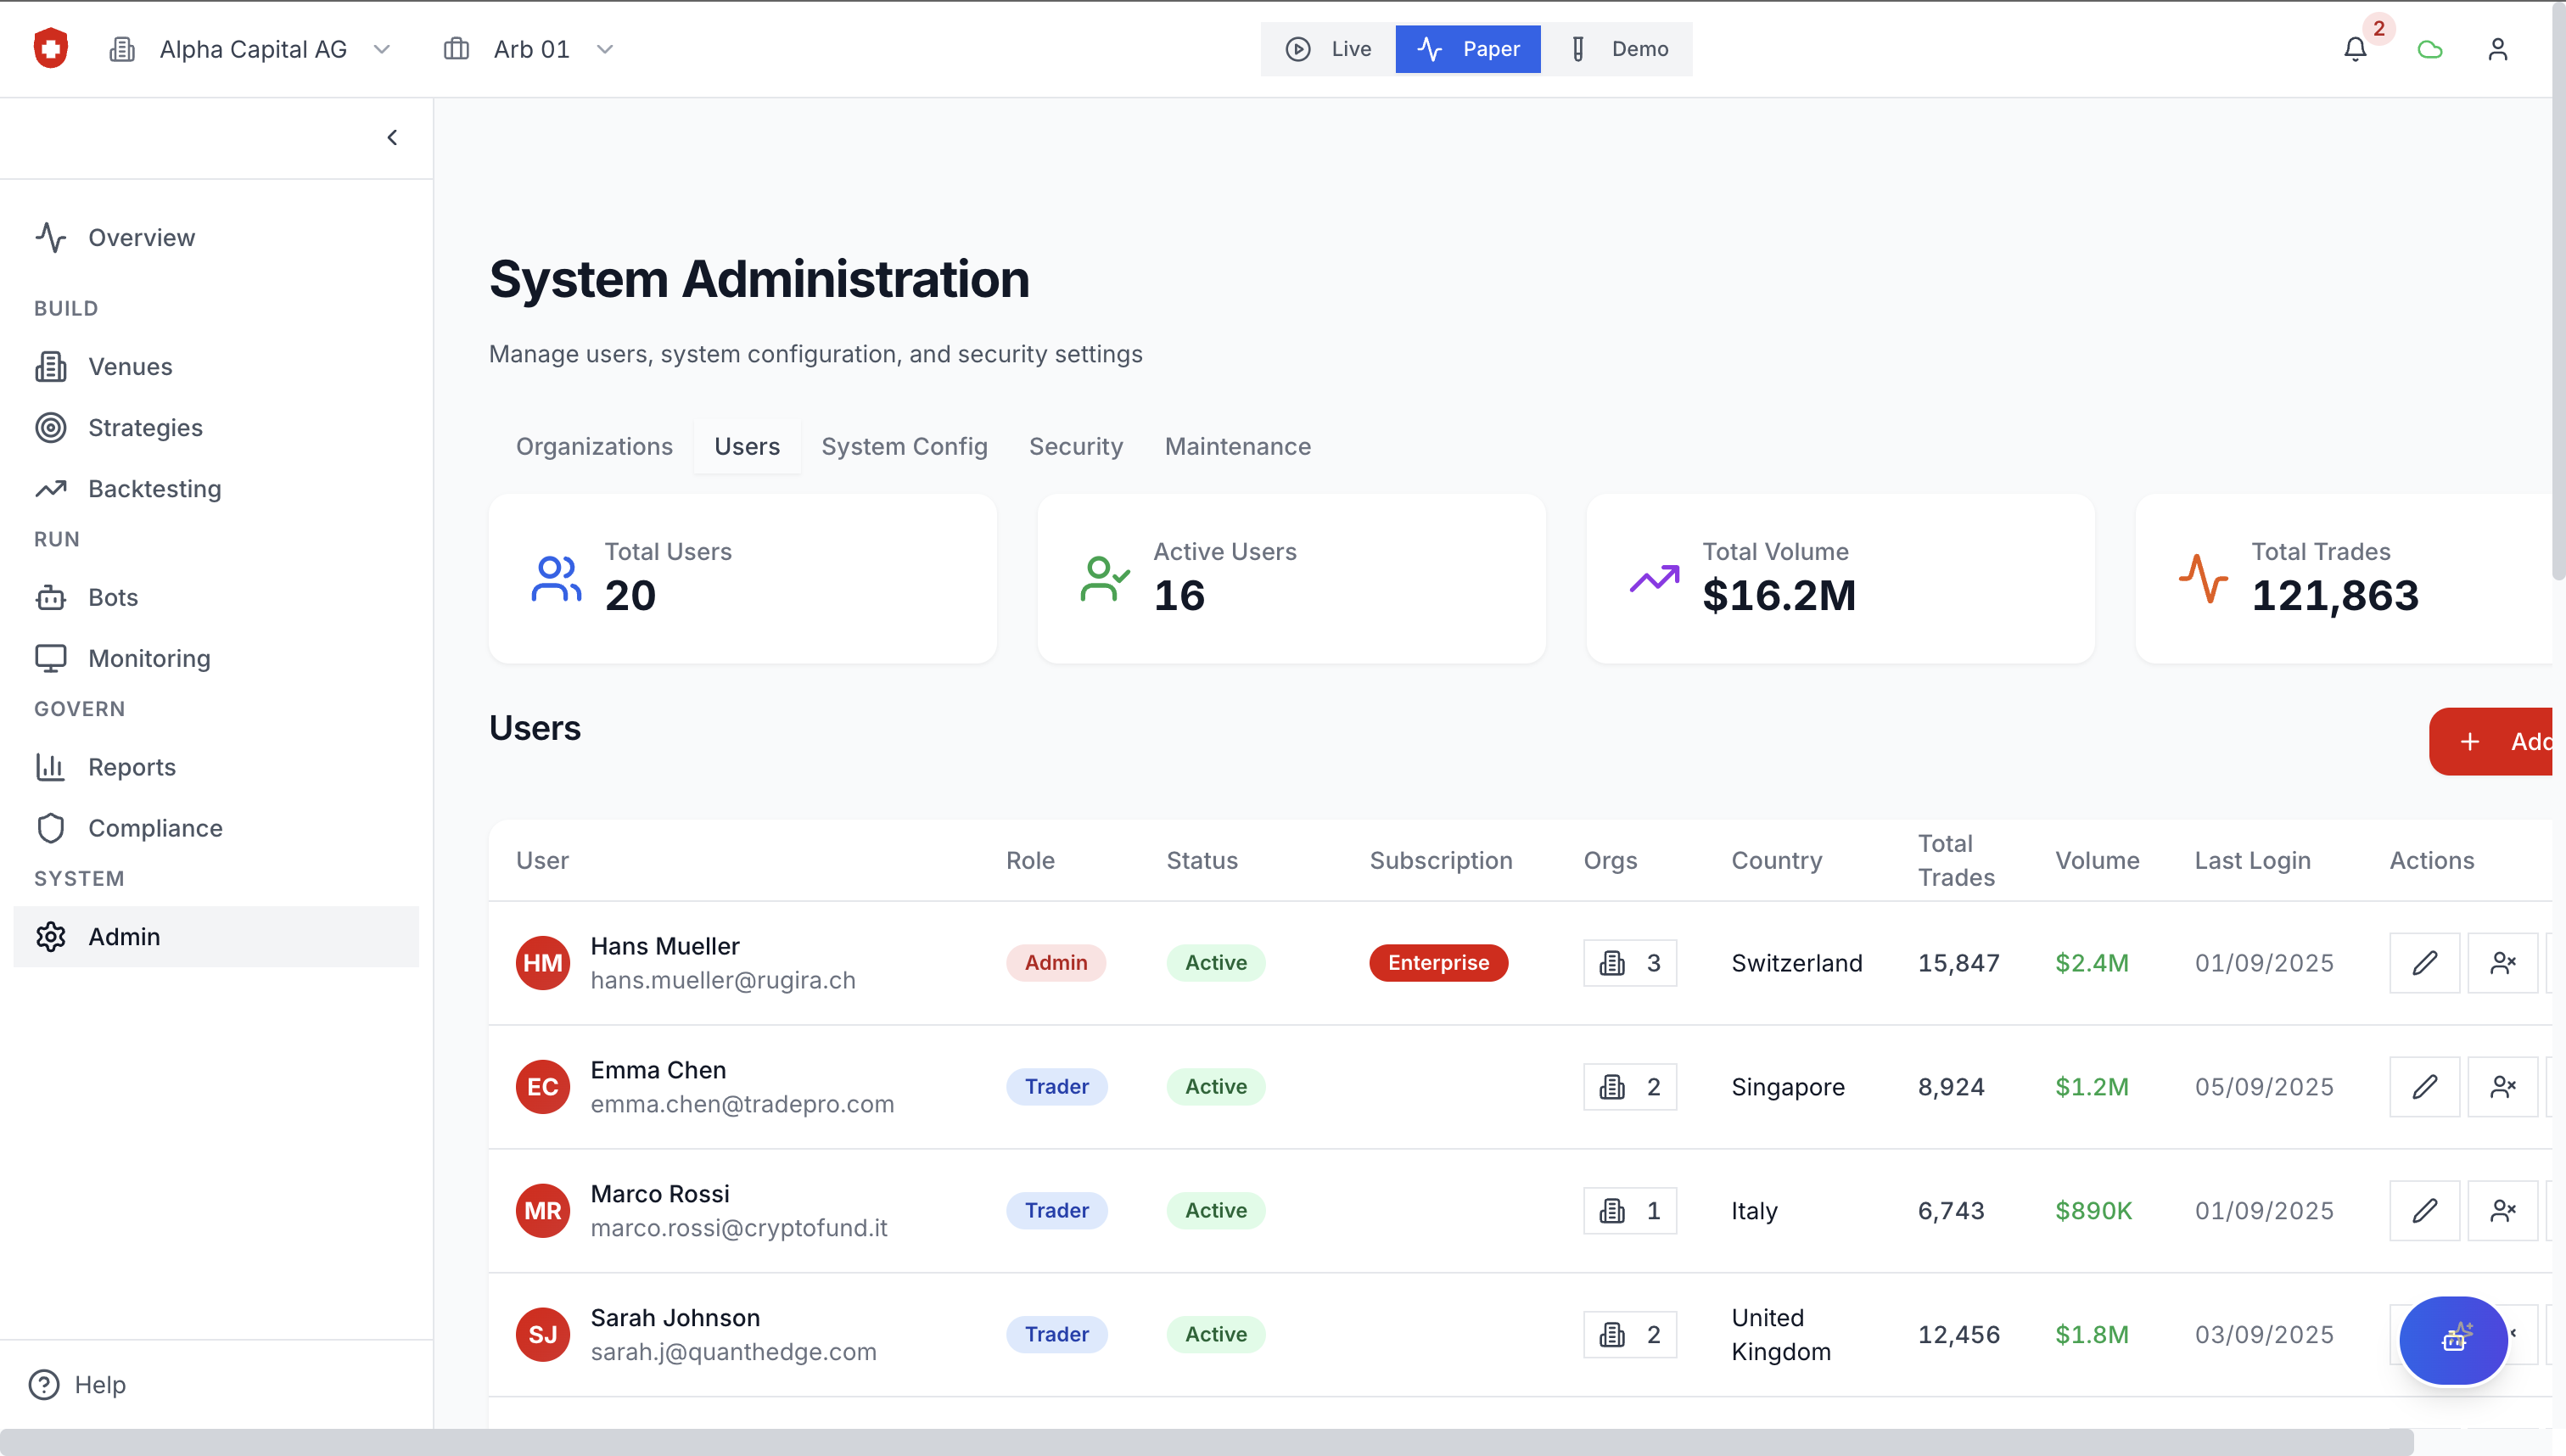 Alpha Capital AG
Arb 01
Live
Paper
Demo
2
Overview
BUILD
Venues
Strategies
Backtesting
RUN
Bots
Monitoring
GOVERN
Reports
Compliance
SYSTEM
Admin
Help
System Administration
Manage users, system configuration, and security settings
Organizations
Users
System Config
Security
Maintenance
Total Users
20
Active Users
16
Total Volume
$16.2M
Total Trades
121,863
Users
Add
User
Role
Status
Subscription
Orgs
Country
Total
Trades
Volume
Last Login
Actions
HM
Hans Mueller
hans.mueller@rugira.ch
Admin
Active
Enterprise
3
Switzerland
15,847
$2.4M
01/09/2025
EC
Emma Chen
emma.chen@tradepro.com
Trader
Active
2
Singapore
8,924
$1.2M
05/09/2025
MR
Marco Rossi
marco.rossi@cryptofund.it
Trader
Active
1
Italy
6,743
$890K
01/09/2025
SJ
Sarah Johnson
sarah.j@quanthedge.com
Trader
Active
2
United
Kingdom
12,456
$1.8M
03/09/2025